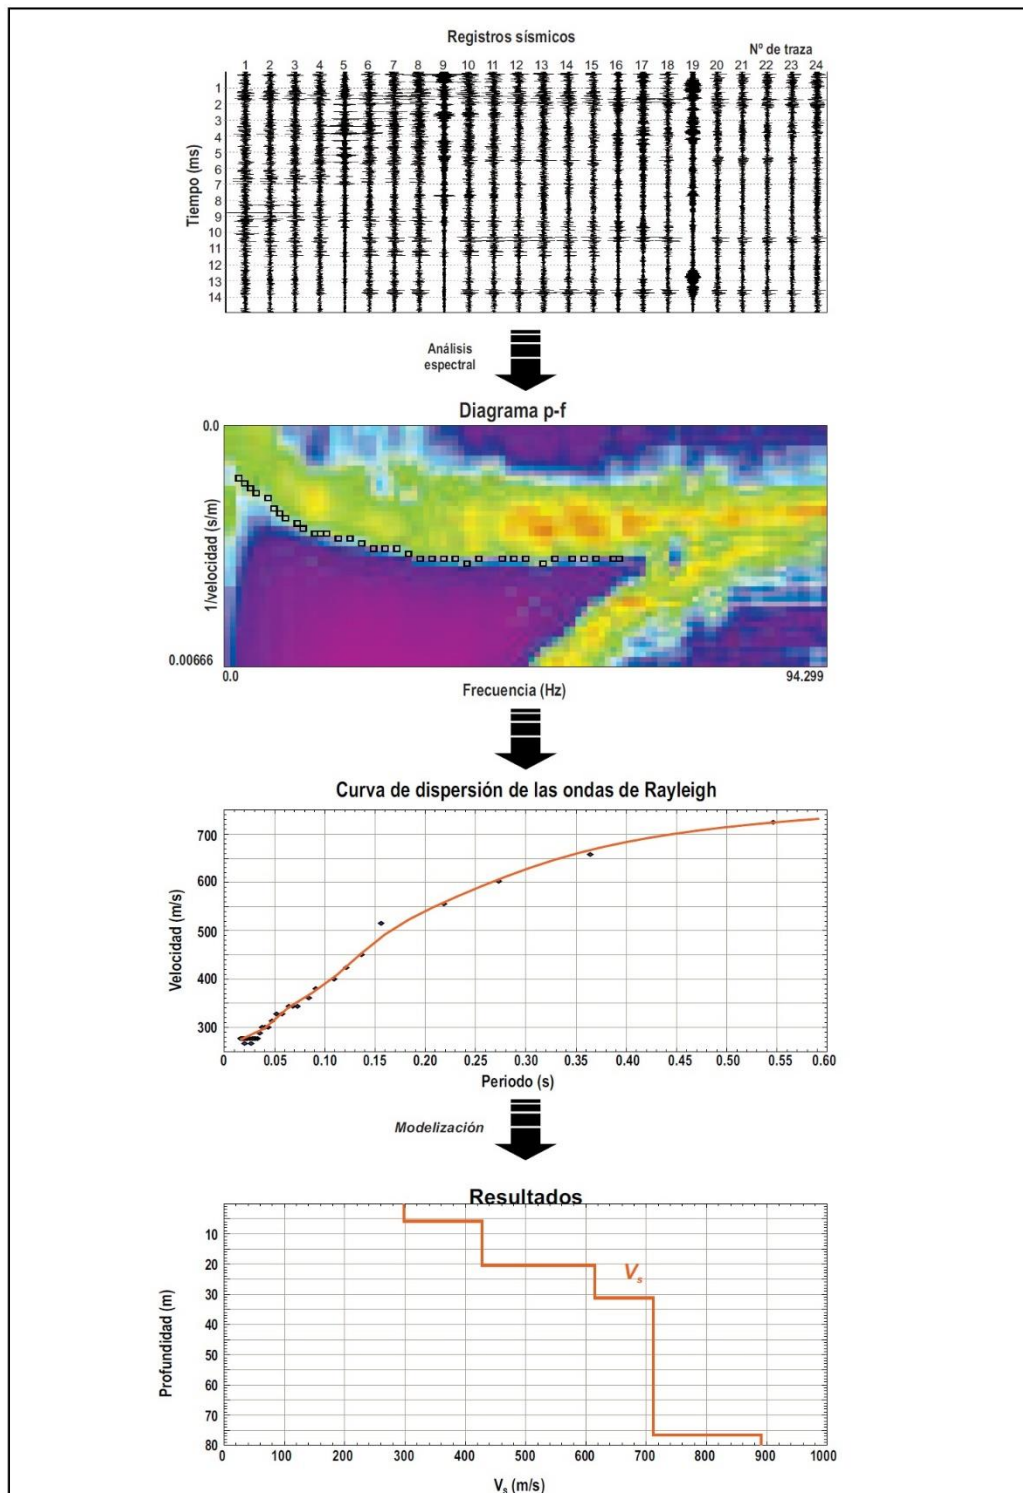 Registros sísmicos
Nº de traza
1 2 3 4 5 6 7 8 9 10 11 12 13 14 15 16 17 18 19 20 21 22 23 24
Tiempo (ms)
1
2
3
4
5
6
7
8
9
10
11
12
13
14
Análisis
espectral
Diagrama p-f
0.0
1/velocidad (s/m)
0.00666
0.0
94.299
Frecuencia (Hz)
Curva de dispersión de las ondas de Rayleigh
Velocidad (m/s)
700
600
500
400
300
0 0.05 0.10 0.15 0.20 0.25 0.30 0.35 0.40 0.45 0.50 0.55 0.60
Periodo (s)
Modelización
Resultados
Profundidad (m)
10
20
30
40
50
60
70
80
Vs
0 100 200 300 400 500 600 700 800 900 1000
Vs (m/s)